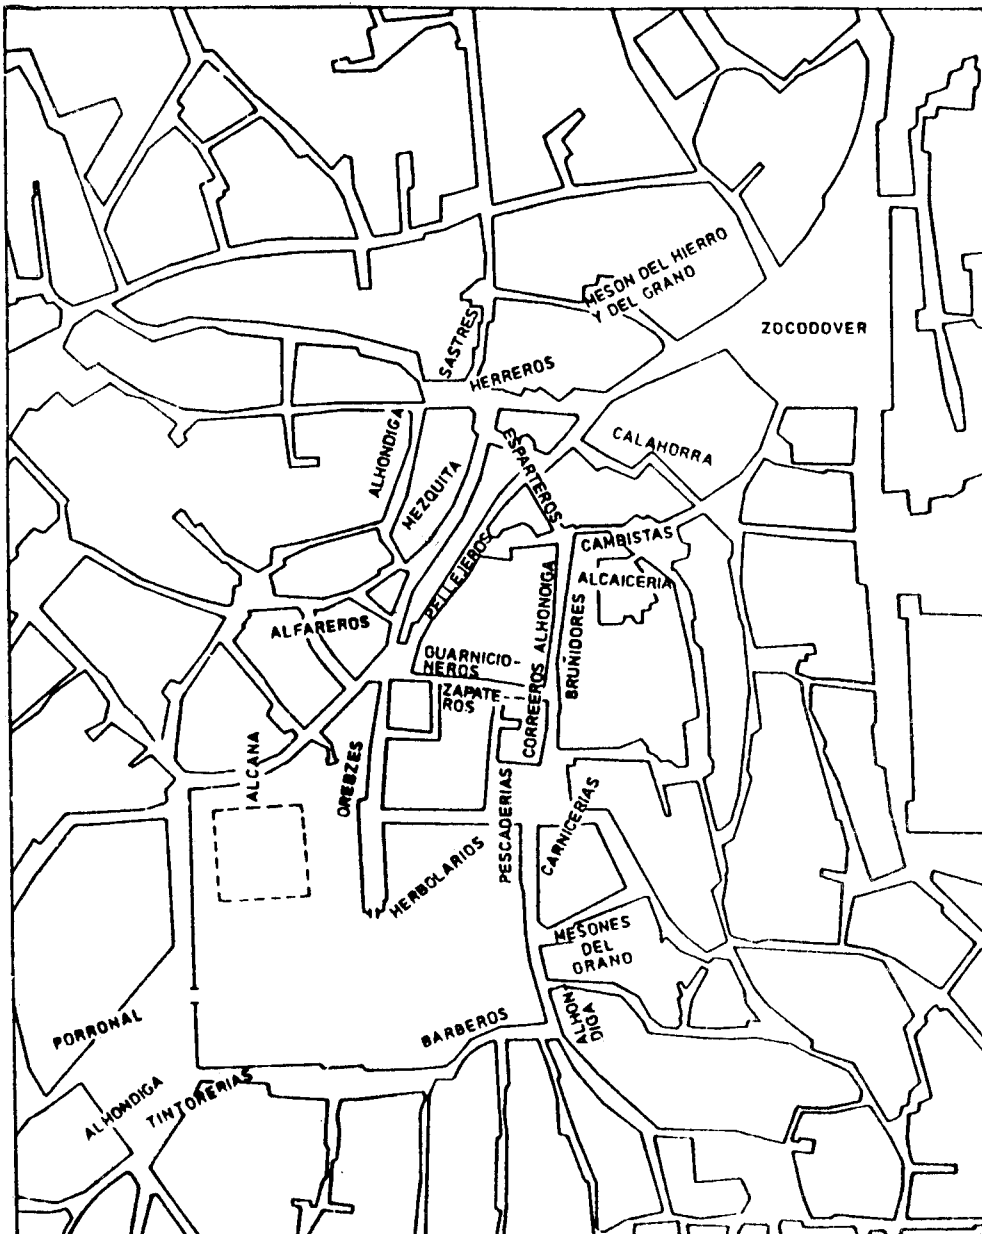 MESON DEL HIERRO
Y DEL GRANO
ZOCODOVER
SASTRES
HERREROS
ALHONDIGA
MEZQUITA
ESPARTEROS
CALAHORRA
PELLEJEROS
CAMBISTAS
ALCAICERIA
ALHONDIGA
BRUÑIDORES
ALFAREROS
GUARNICIO-
NEROS
ZAPATE-
ROS
CORREEROS
ALCANA
OREBZES
PESCADERIAS
CARNICERIAS
HERBOLARIOS
MESONES
DEL
GRANO
ALHON-
DIGA
BARBEROS
PORRONAL
ALHONDIGA
TINTORERIAS